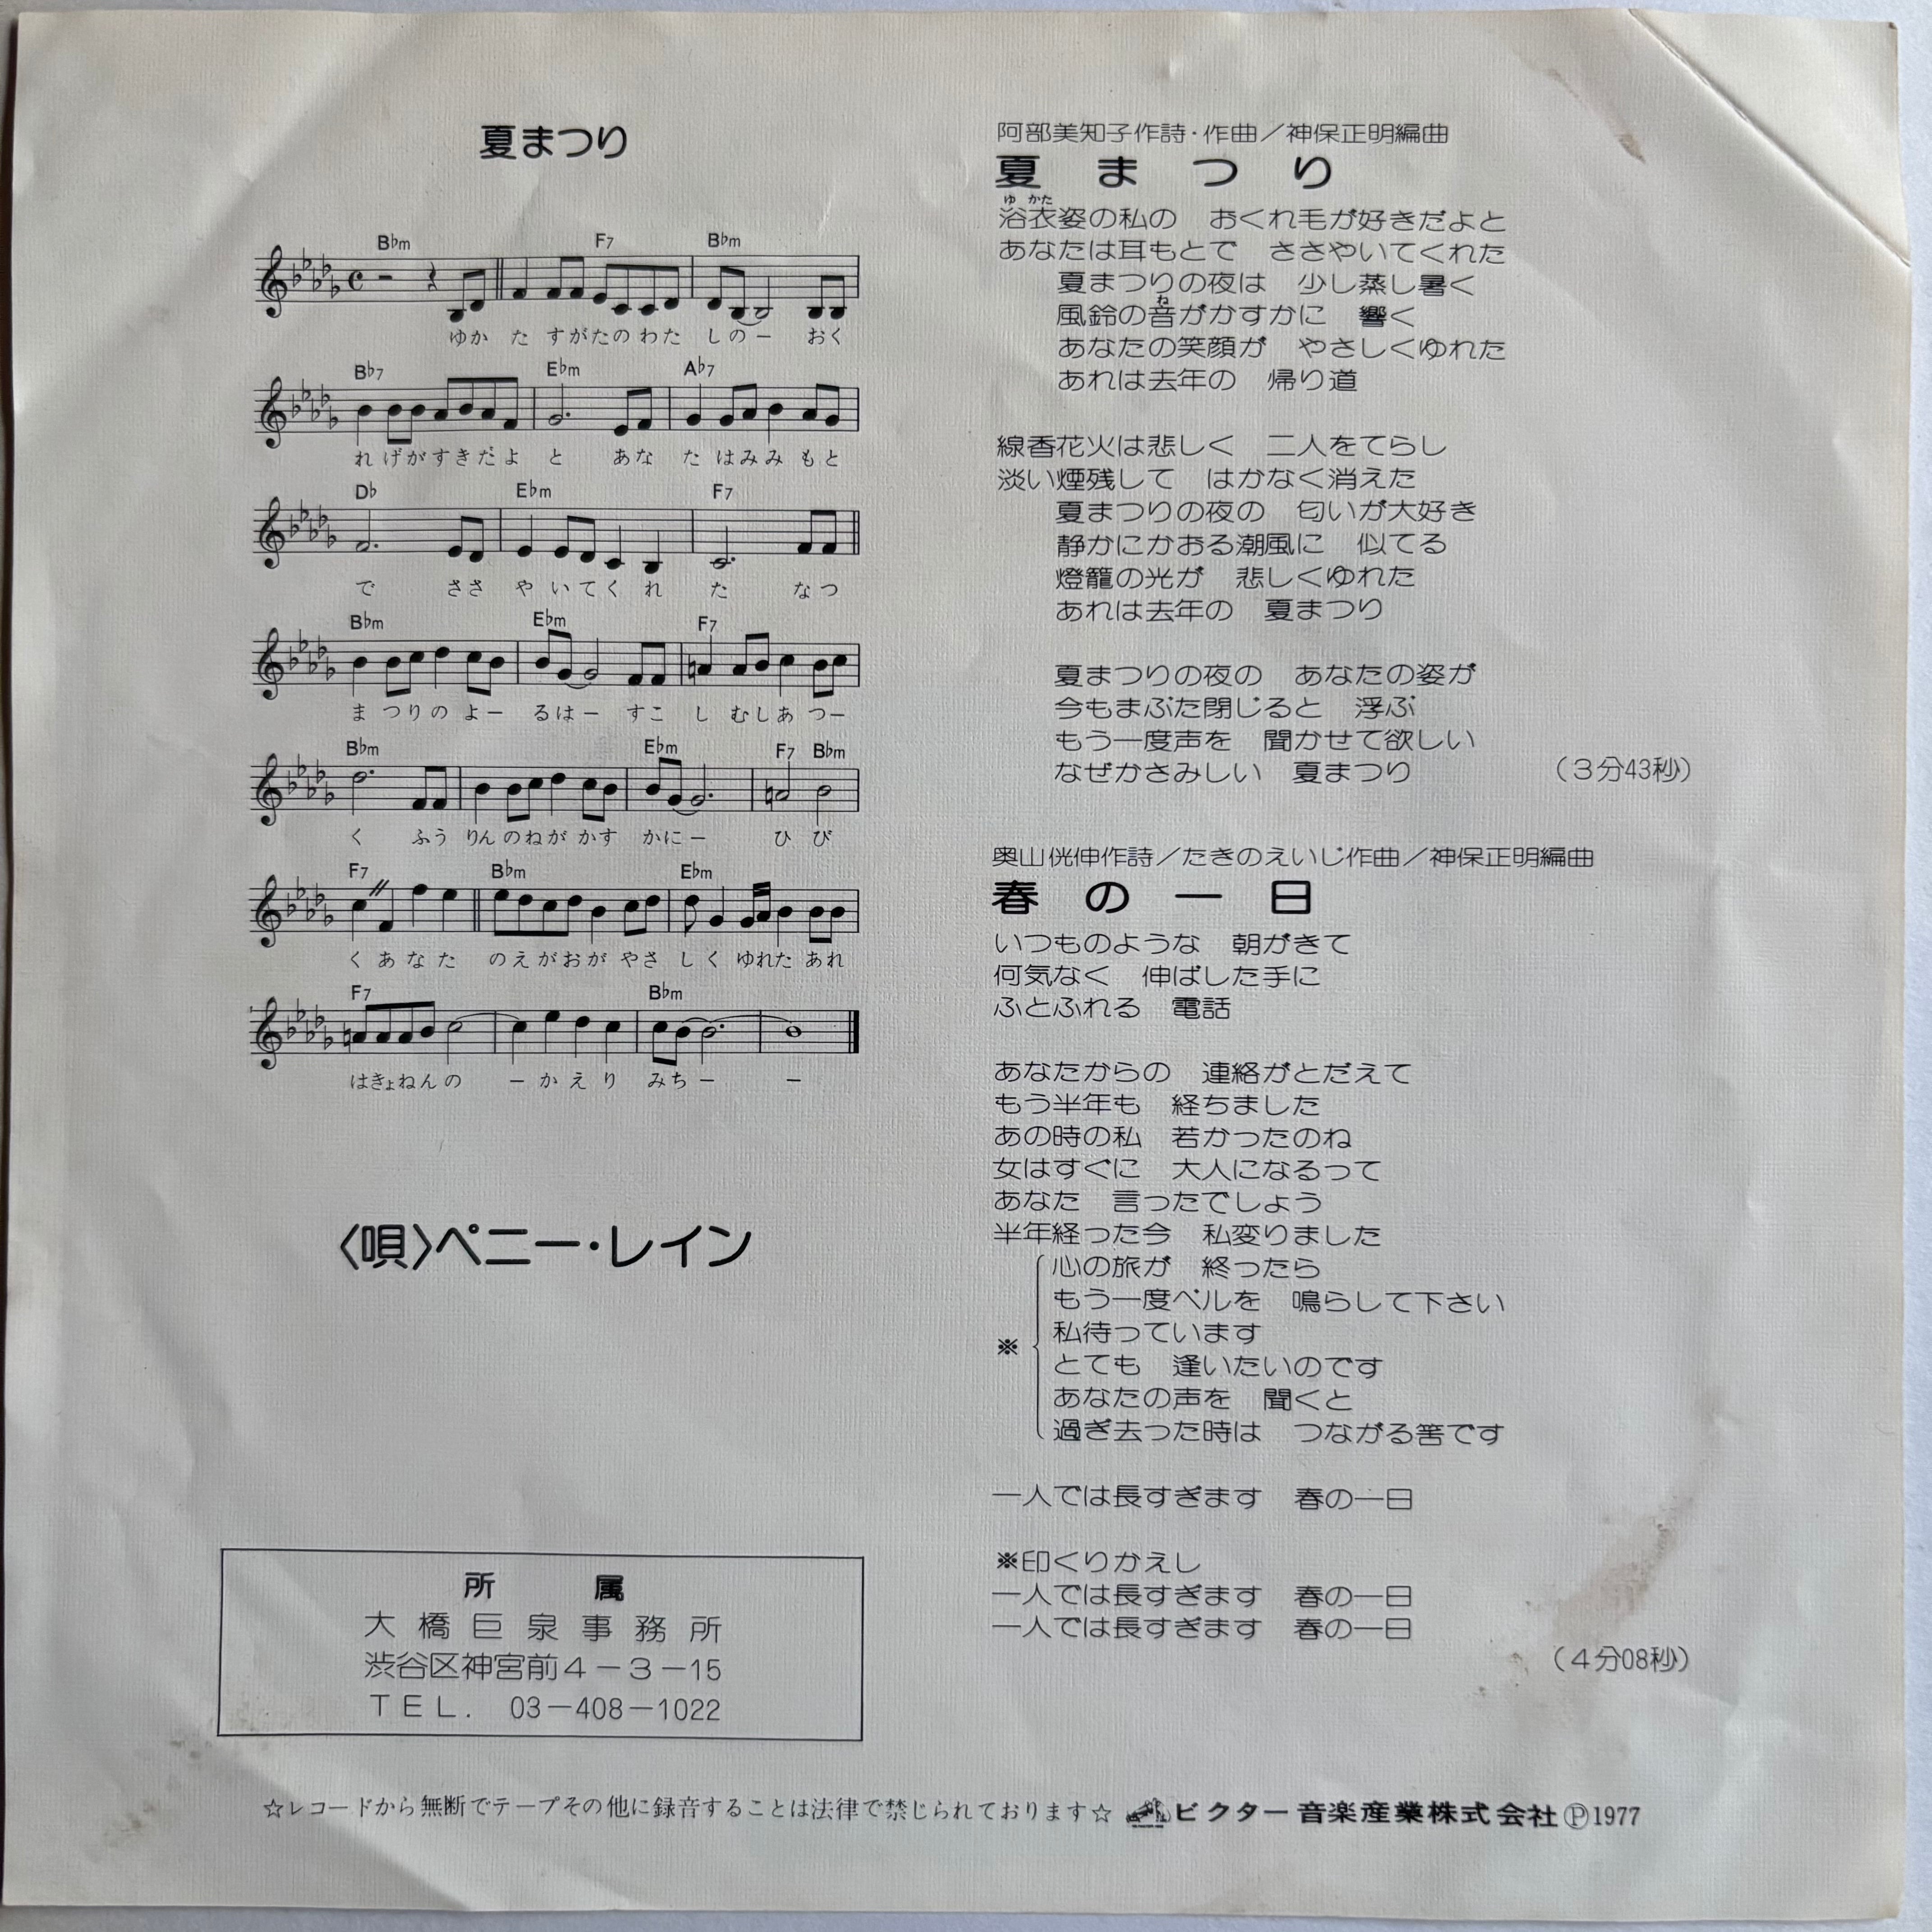 夏まつり
B♭m F7 B♭m
ゆか た すがたの わた しの ー おく
B♭7 E♭m A♭7
れ げがすきだよ と あな た はみみ もと
D♭ E♭m F7
で ささ や いてく れ た なつ
B♭m E♭m F7
ま つりの よー るは ー すこ し むしあ つー
B♭m E♭m F7 B♭m
く ふう りん のねが かす かに ー ひ び
F7 B♭m E♭m
く あ な た のえがおが やさ し く ゆれた あれ
F7 B♭m
はきょねんの ー か え り みち ー ー
〈唄〉ペニー・レイン
所 属
大橋巨泉事務所
渋谷区神宮前4-3-15
TEL. 03-408-1022
阿部美知子作詩・作曲/神保正明編曲
夏まつり
ゆかた
浴衣姿の私の おくれ毛が好きだよと
あなたは耳もとで ささやいてくれた
夏まつりの夜は 少し蒸し暑く
ね
風鈴の音がかすかに 響く
あなたの笑顔が やさしくゆれた
あれは去年の 帰り道
線香花火は悲しく 二人をてらし
淡い煙残して はかなく消えた
夏まつりの夜の 匂いが大好き
静かにかおる潮風に 似てる
燈籠の光が 悲しくゆれた
あれは去年の 夏まつり
夏まつりの夜の あなたの姿が
今もまぶた閉じると 浮ぶ
もう一度声を 聞かせて欲しい
なぜかさみしい 夏まつり
(3分43秒)
奥山侊伸作詩/たきのえいじ作曲/神保正明編曲
春の一日
いつものような 朝がきて
何気なく 伸ばした手に
ふとふれる 電話
あなたからの 連絡がとだえて
もう半年も 経ちました
あの時の私 若かったのね
女はすぐに 大人になるって
あなた 言ったでしょう
半年経った今 私変りました
心の旅が 終ったら
もう一度ベルを 鳴らして下さい
※ 私待っています
とても 逢いたいのです
あなたの声を 聞くと
過ぎ去った時は つながる筈です
一人では長すぎます 春の一日
※印くりかえし
一人では長すぎます 春の一日
一人では長すぎます 春の一日
(4分08秒)
☆レコードから無断でテープその他に録音することは法律で禁じられております☆ ビクター音楽産業株式会社Ⓟ1977